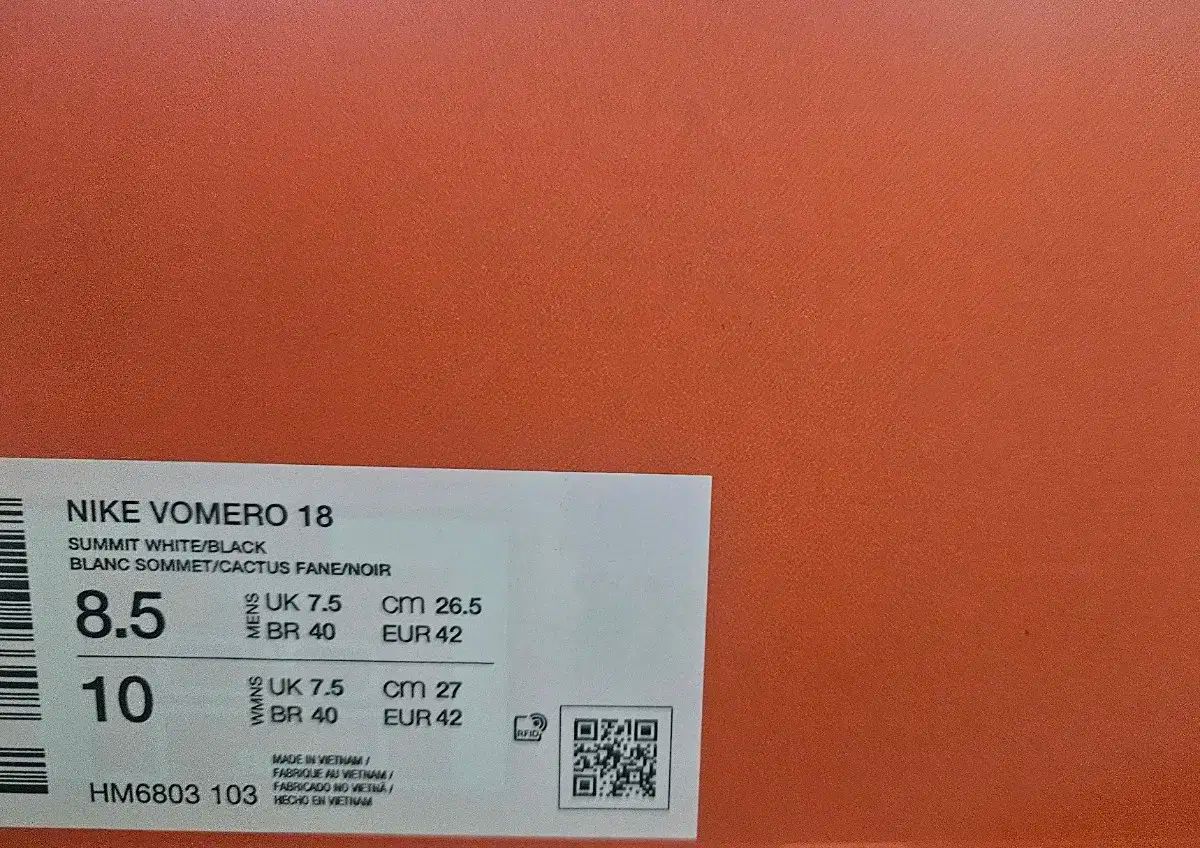 NIKE VOMERO 18
SUMMIT WHITE/BLACK
BLANC SOMMET/CACTUS FANE/NOIR
8.5 MENS UK 7.5 CM 26.5
BR 40 EUR 42
10 WMNS UK 7.5 CM 27
BR 40 EUR 42
RFID
MADE IN VIETNAM /
FABRIQUE AU VIETNAM /
FABRICADO NO VIETNÃ /
HECHO EN VIETNAM
HM6803 103